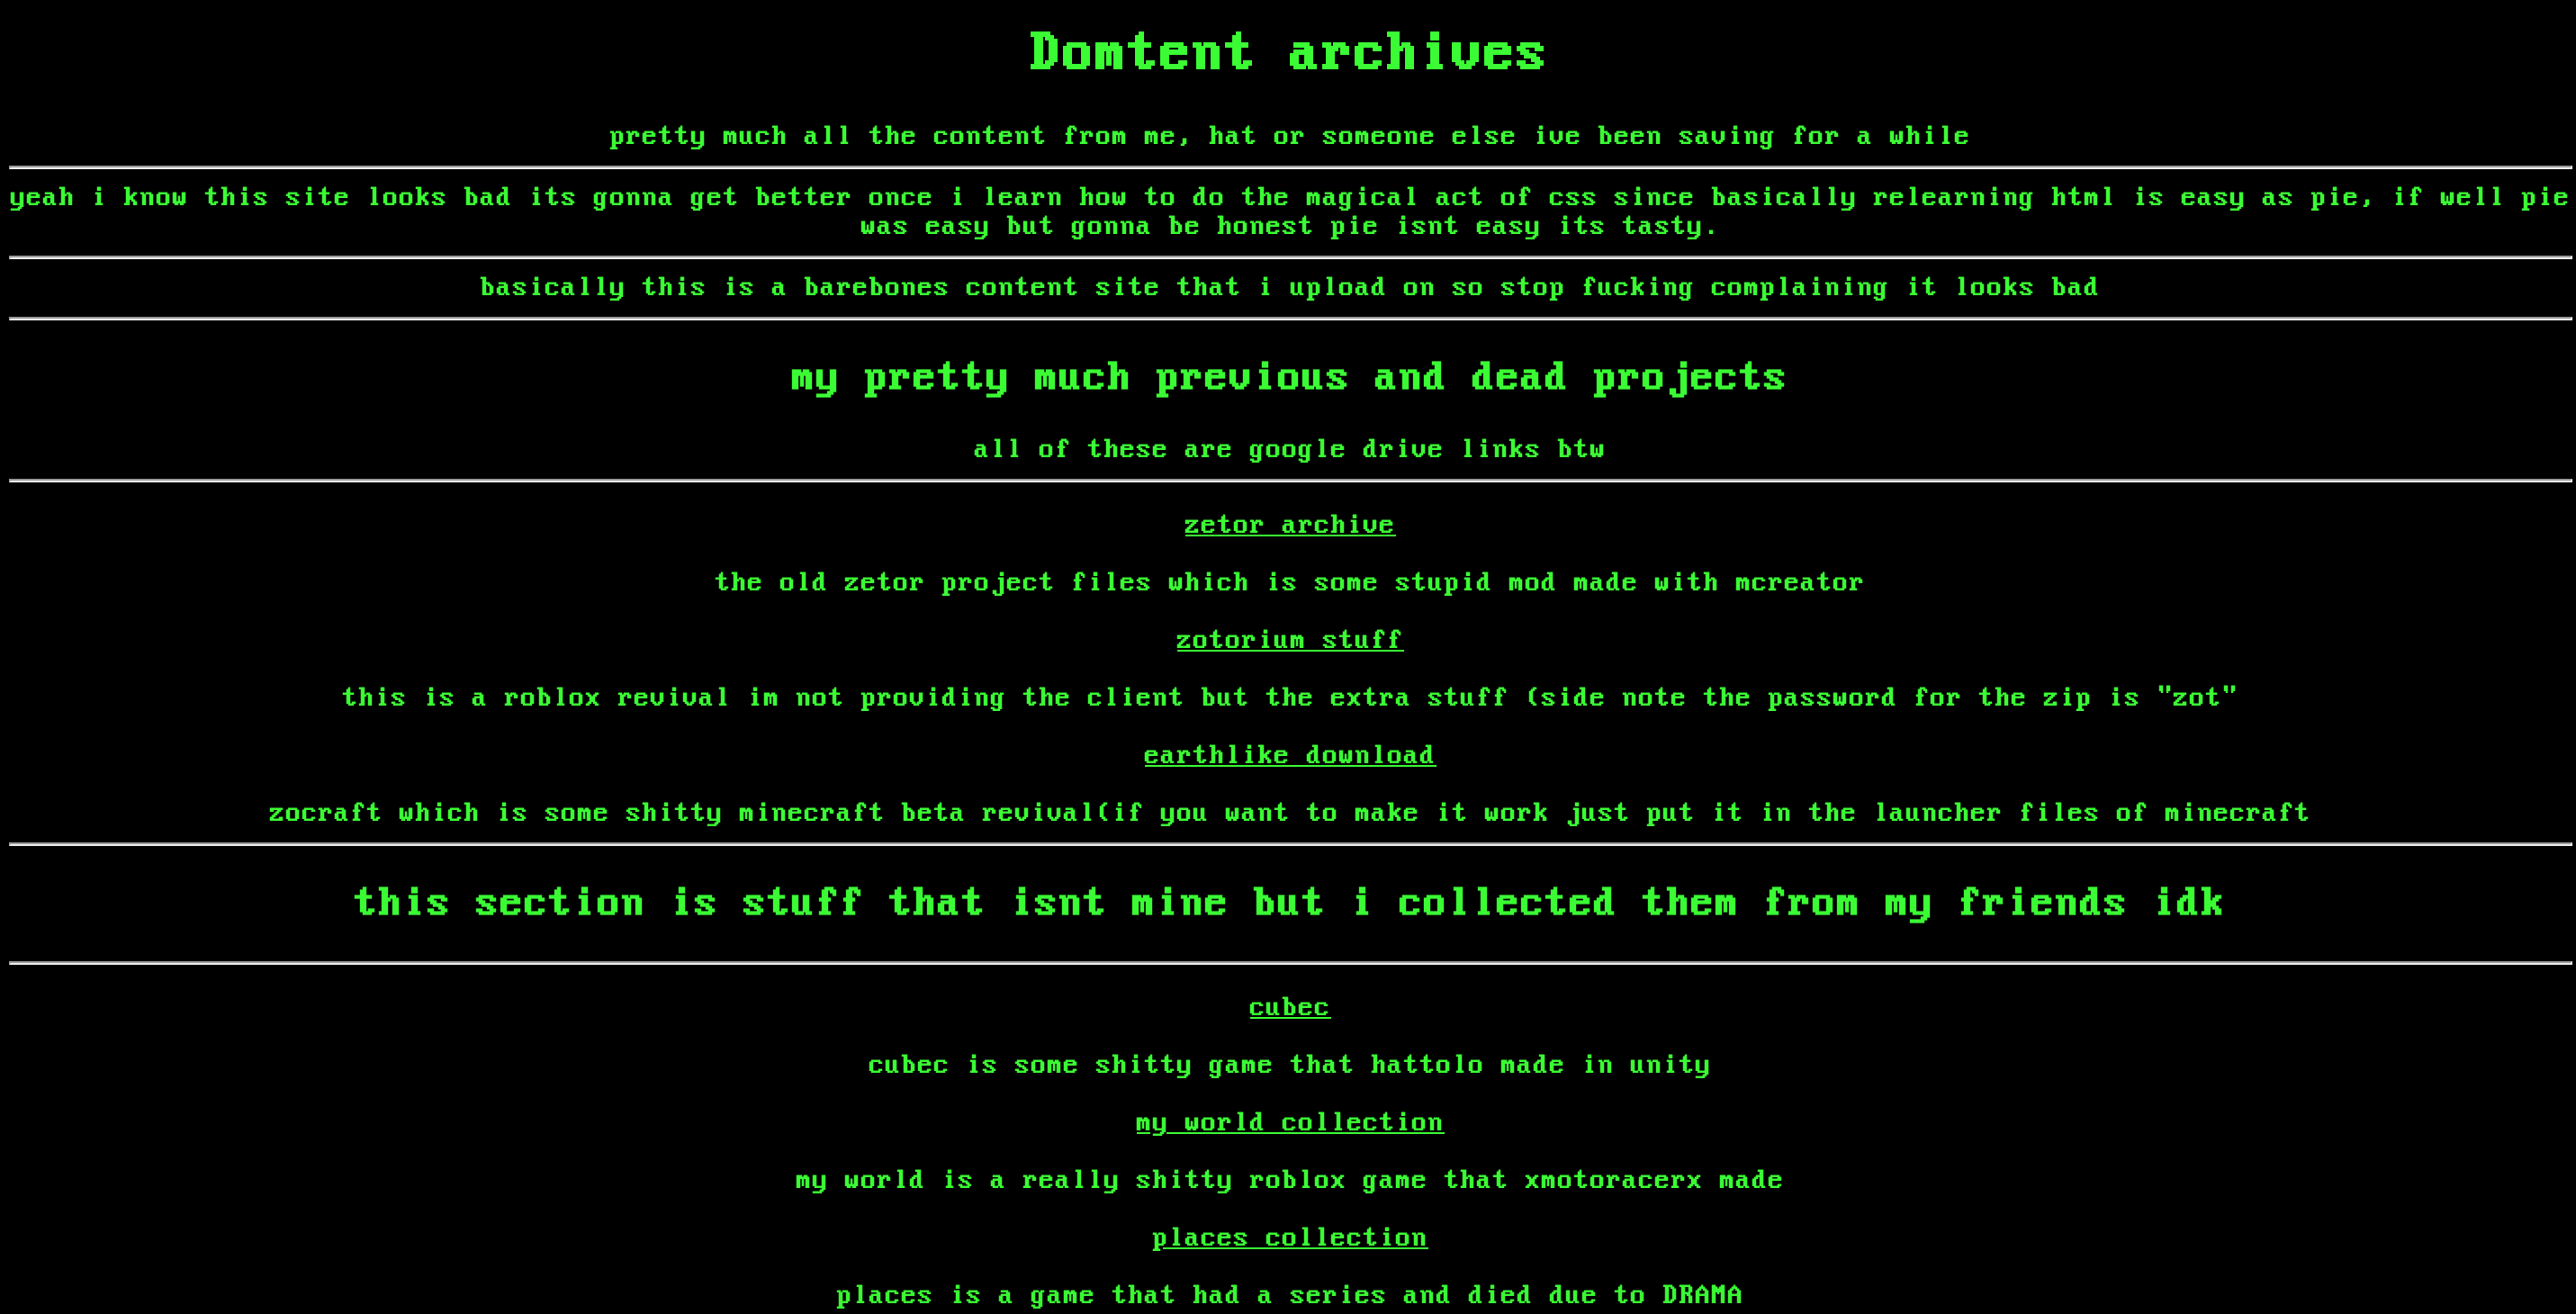 Domtent archives
pretty much all the content from me, hat or someone else ive been saving for a while
yeah i know this site looks bad its gonna get better once i learn how to do the magical act of css since basically relearning html is easy as pie, if well pie
was easy but gonna be honest pie isnt easy its tasty.
basically this is a barebones content site that i upload on so stop fucking complaining it looks bad
my pretty much previous and dead projects
all of these are google drive links btw
zetor archive
the old zetor project files which is some stupid mod made with mcreator
zotorium stuff
this is a roblox revival im not providing the client but the extra stuff (side note the password for the zip is "zot"
earthlike download
zocraft which is some shitty minecraft beta revival(if you want to make it work just put it in the launcher files of minecraft
this section is stuff that isnt mine but i collected them from my friends idk
cubec
cubec is some shitty game that hattolo made in unity
my world collection
my world is a really shitty roblox game that xmotoracerx made
places collection
places is a game that had a series and died due to DRAMA